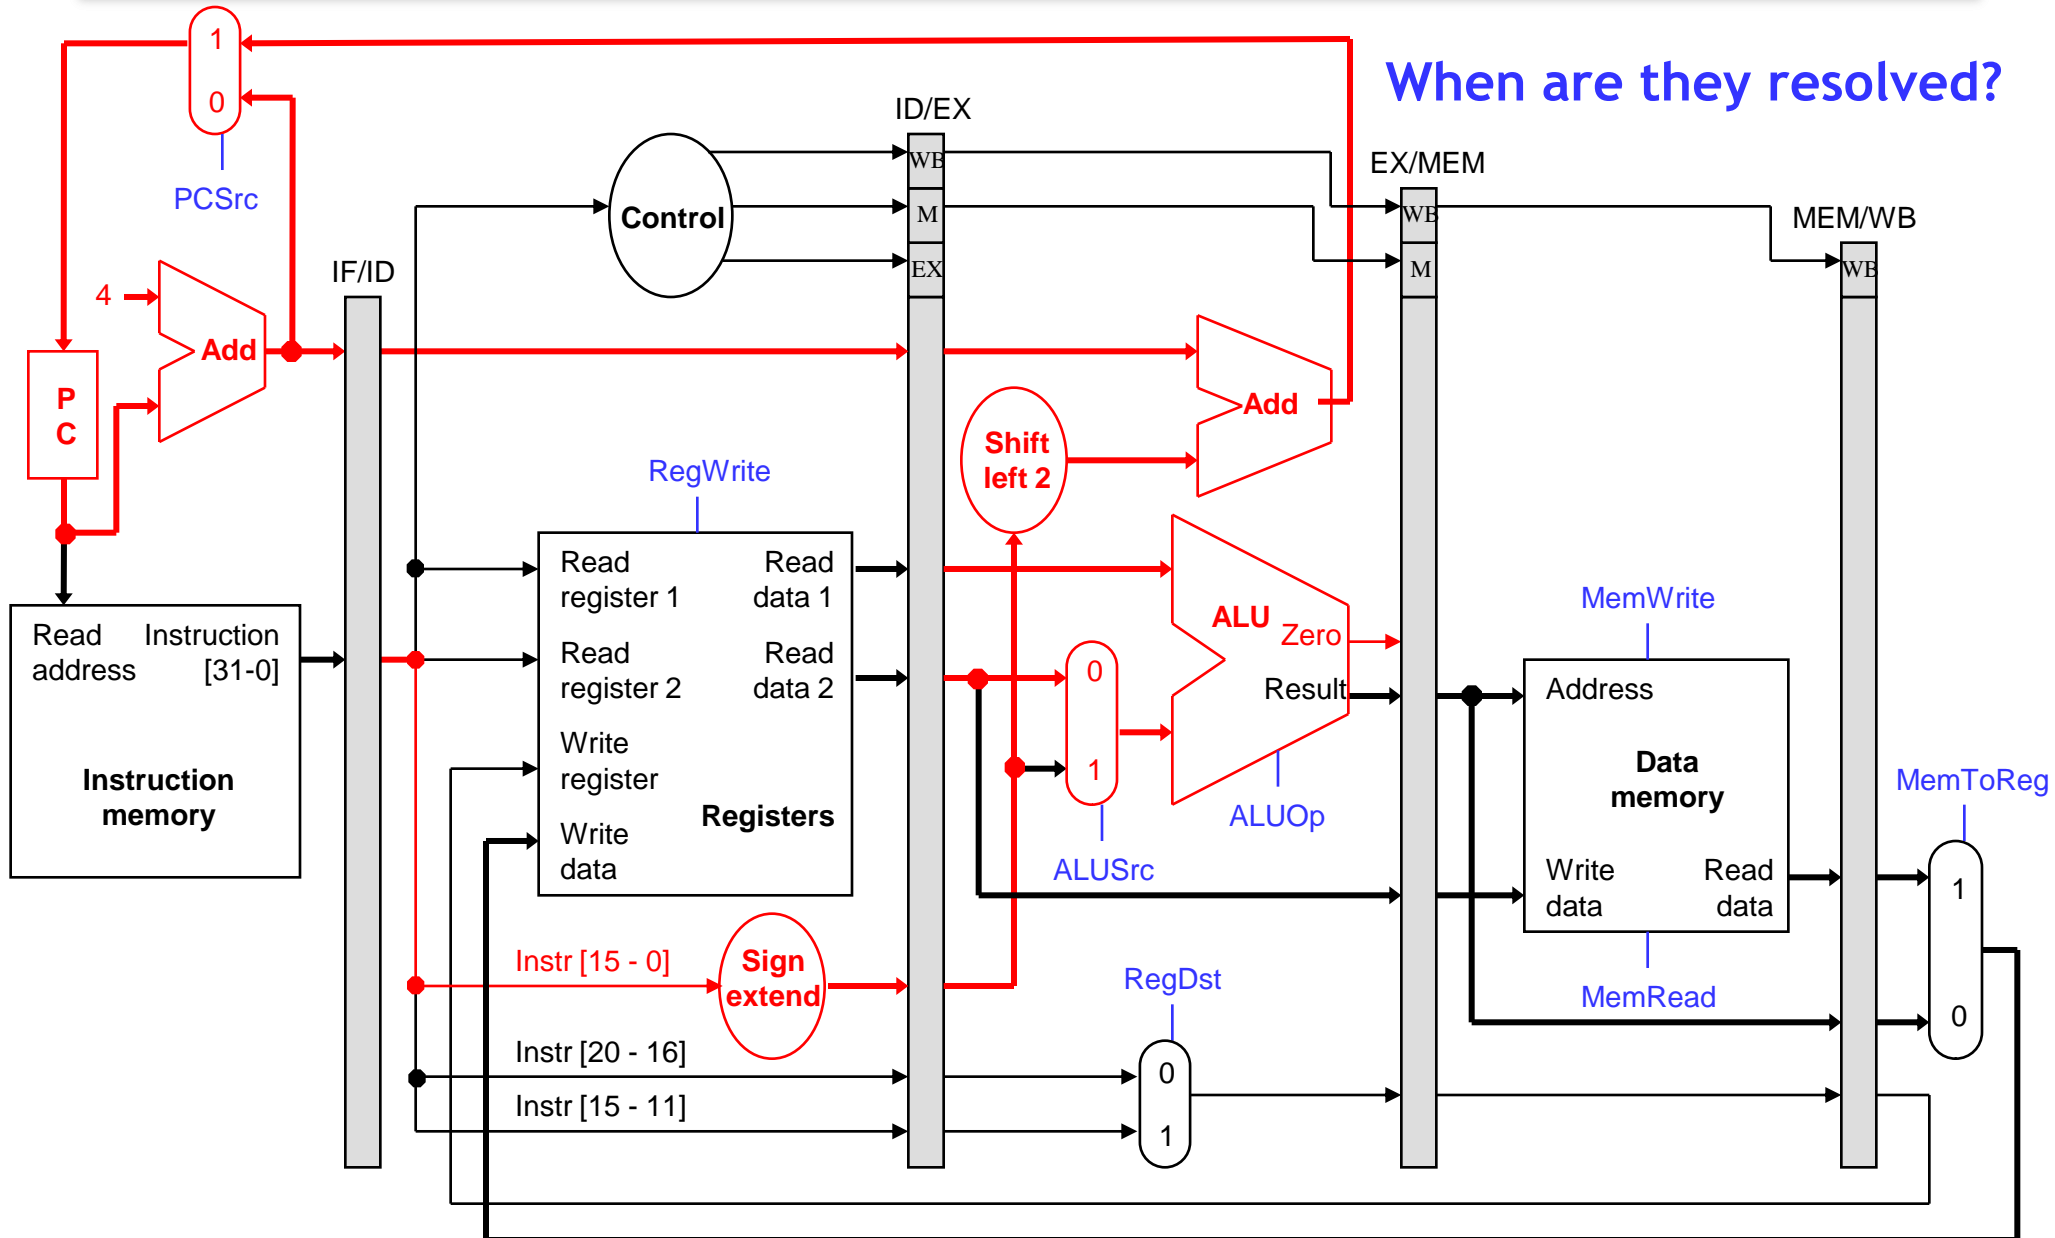 When are they resolved?
1
0
PCSrc
4
Add
P
C
IF/ID
Control
ID/EX
WB
M
EX
EX/MEM
WB
M
MEM/WB
WB
Add
Shift
left 2
RegWrite
Read
register 1
Read
data 1
Read
register 2
Read
data 2
Write
register
Write
data
Registers
Read
address
Instruction
[31-0]
Instruction
memory
ALU
Zero
Result
0
1
ALUSrc
ALUOp
MemWrite
Address
Data
memory
Write
data
Read
data
MemRead
MemToReg
1
0
Instr [15 - 0]
Sign
extend
RegDst
Instr [20 - 16]
Instr [15 - 11]
0
1